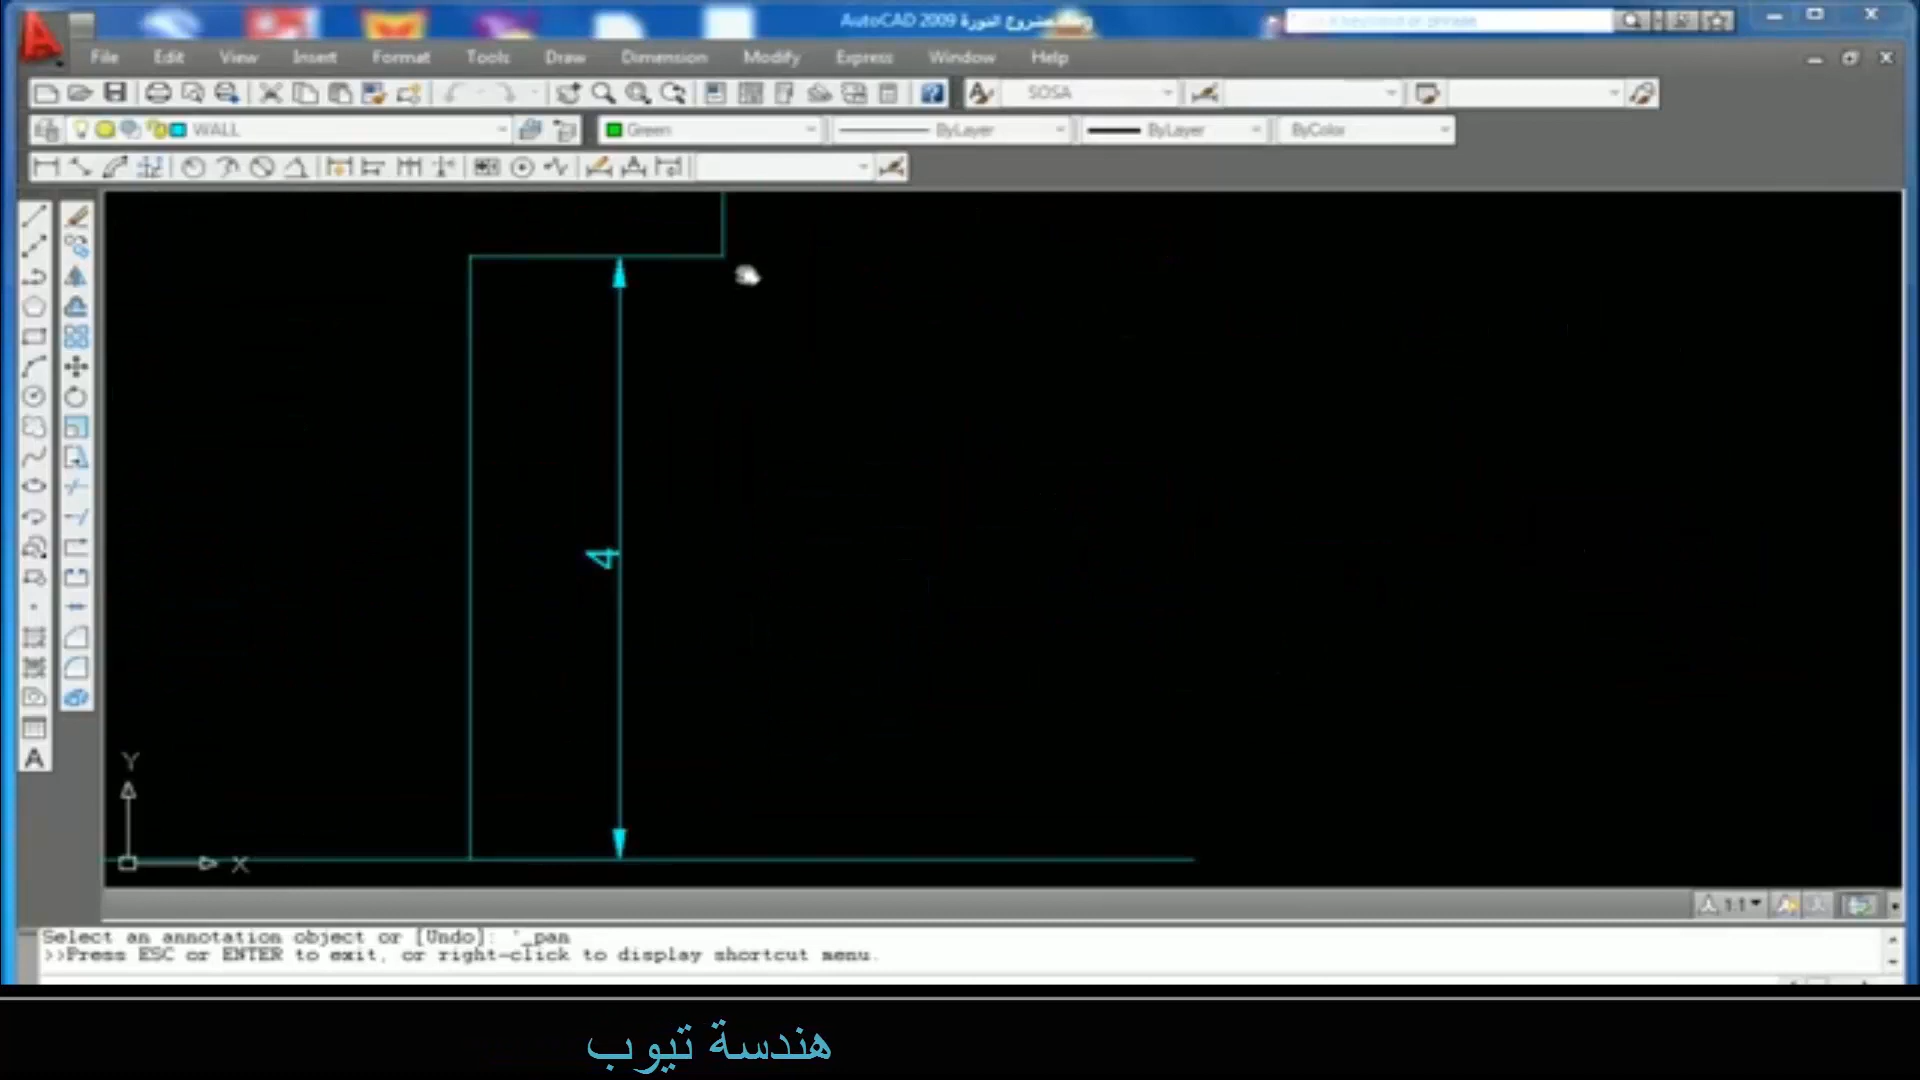 AutoCAD 2009
File Edit View Insert Format Tools Draw Dimension Modify Express Window Help
SOSA
WALL Green ByLayer ByLayer ByColor
4
Y
X
1:1
Select an annotation object or [Undo]: '_pan
>>Press ESC or ENTER to exit, or right-click to display shortcut menu.
هندسة تيوب